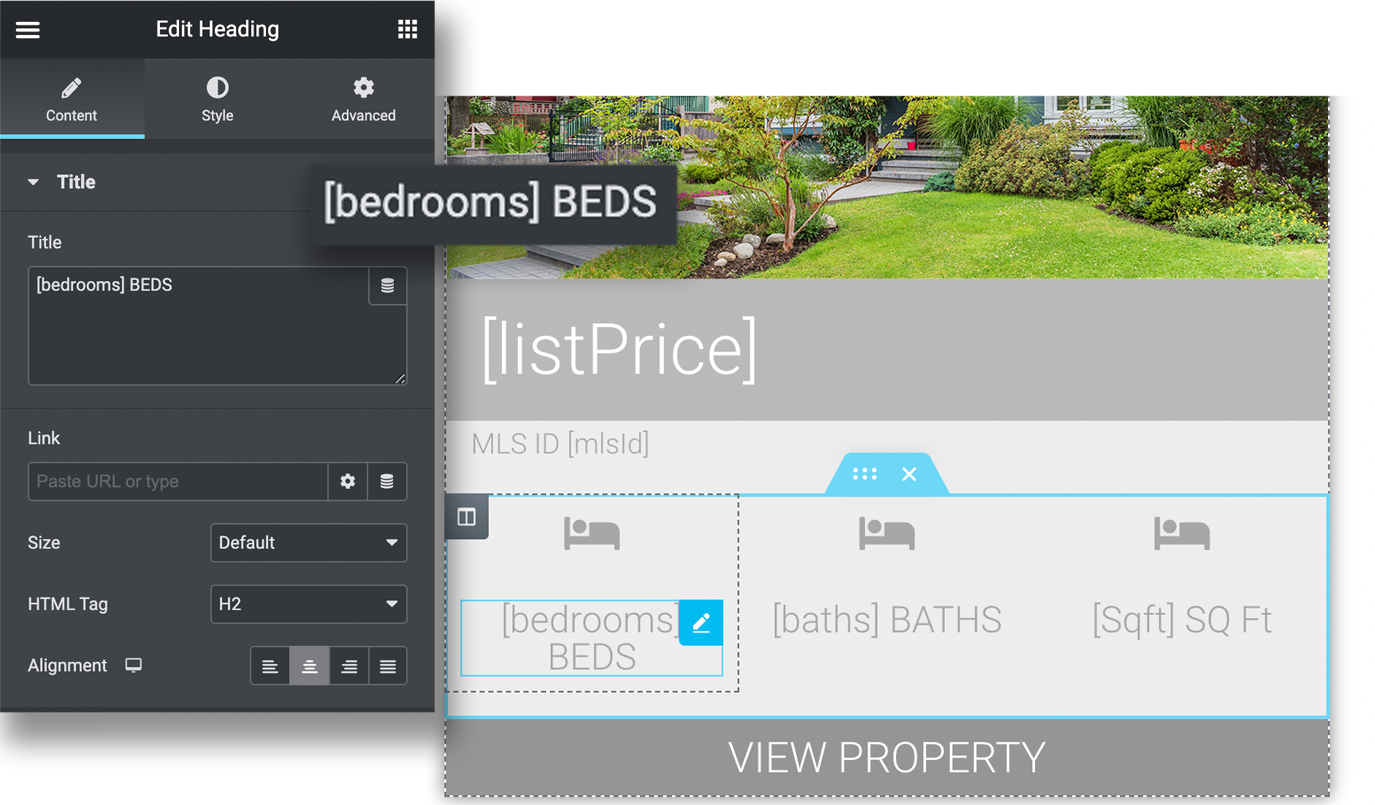 Edit Heading
Content
Style
Advanced
Title
[bedrooms] BEDS
Title
[bedrooms] BEDS
Link
Paste URL or type
Size
Default
HTML Tag
H2
Alignment
[listPrice]
MLS ID [mlsId]
[bedrooms]
BEDS
[baths] BATHS
[Sqft] SQ Ft
VIEW PROPERTY